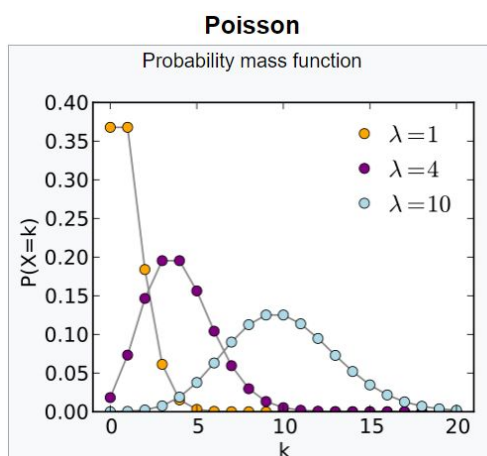 Poisson
Probability mass function
0.40
0.35
0.30
0.25
0.20
0.15
0.10
0.05
0.00
P(X=k)
λ=1
λ=4
λ=10
0 5 10 15 20
k